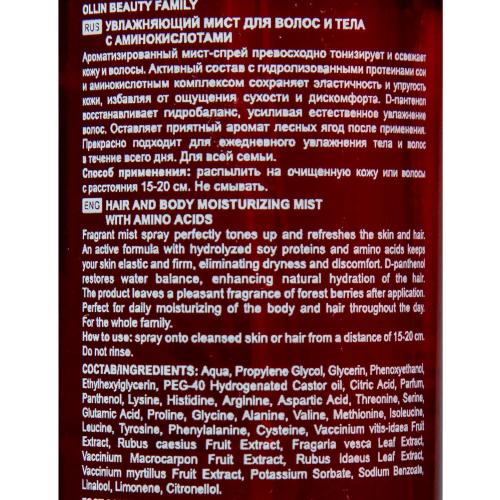 OLLIN BEAUTY FAMILY
RUS УВЛАЖНЯЮЩИЙ МИСТ ДЛЯ ВОЛОС И ТЕЛА
С АМИНОКИСЛОТАМИ
Ароматизированный мист-спрей превосходно тонизирует и освежает
кожу и волосы. Активный состав с гидролизованными протеинами сои
и аминокислотным комплексом сохраняет эластичность и упругость
кожи, избавляя от ощущения сухости и дискомфорта. D-пантенол
восстанавливает гидробаланс, усиливая естественное увлажнение
волос. Оставляет приятный аромат лесных ягод после применения.
Прекрасно подходит для ежедневного увлажнения тела и волос
в течение всего дня. Для всей семьи.
Способ применения: распылить на очищенную кожу или волосы
с расстояния 15-20 см. Не смывать.
ENG HAIR AND BODY MOISTURIZING MIST
WITH AMINO ACIDS
Fragrant mist spray perfectly tones up and refreshes the skin and hair.
An active formula with hydrolyzed soy proteins and amino acids keeps
your skin elastic and firm, eliminating dryness and discomfort. D-panthenol
restores water balance, enhancing natural hydration of the hair.
The product leaves a pleasant fragrance of forest berries after application.
Perfect for daily moisturizing of the body and hair throughout the day.
For the whole family.
How to use: spray onto cleansed skin or hair from a distance of 15-20 cm.
Do not rinse.
СОСТАВ/INGREDIENTS: Aqua, Propylene Glycol, Glycerin, Phenoxyethanol,
Ethylhexylglycerin, PEG-40 Hydrogenated Castor oil, Citric Acid, Parfum,
Panthenol, Lysine, Histidine, Arginine, Aspartic Acid, Threonine, Serine,
Glutamic Acid, Proline, Glycine, Alanine, Valine, Methionine, Isoleucine,
Leucine, Tyrosine, Phenylalanine, Cysteine, Vaccinium vitis-idaea Fruit
Extract, Rubus caesius Fruit Extract, Fragaria vesca Leaf Extract,
Vaccinium Macrocarpon Fruit Extract, Rubus idaeus Leaf Extract,
Vaccinium myrtillus Fruit Extract, Potassium Sorbate, Sodium Benzoate,
Linalool, Limonene, Citronellol.